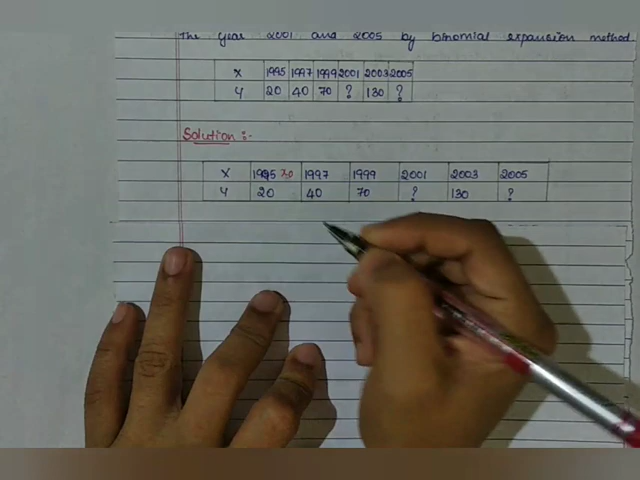 The year 2001 and 2005 by binomial expansion method
X 1995 1997 1999 2001 2003 2005
Y 20 40 70 ? 130 ?
Solution :-
X 1995 X0 1997 1999 2001 2003 2005
Y 20 40 70 ? 130 ?